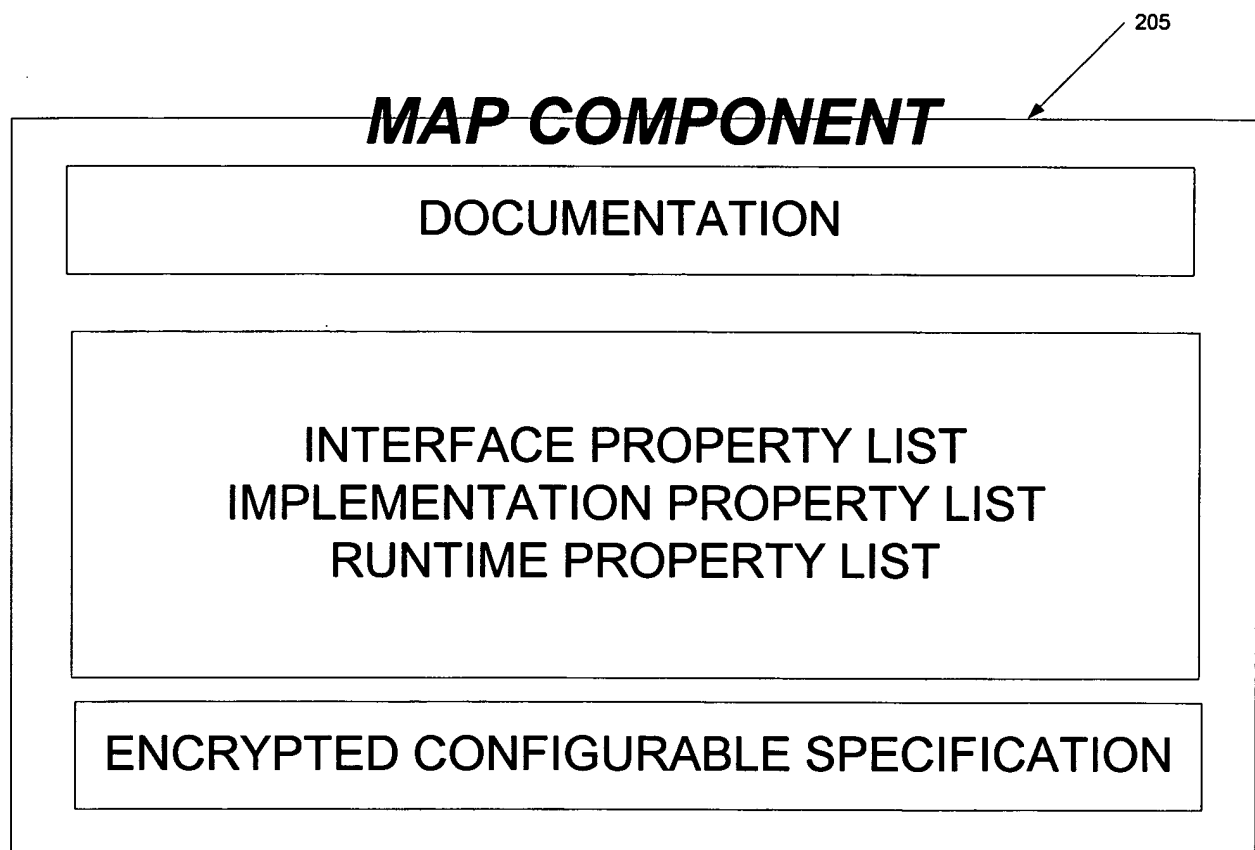 205
MAP COMPONENT
DOCUMENTATION
INTERFACE PROPERTY LIST
IMPLEMENTATION PROPERTY LIST
RUNTIME PROPERTY LIST
ENCRYPTED CONFIGURABLE SPECIFICATION